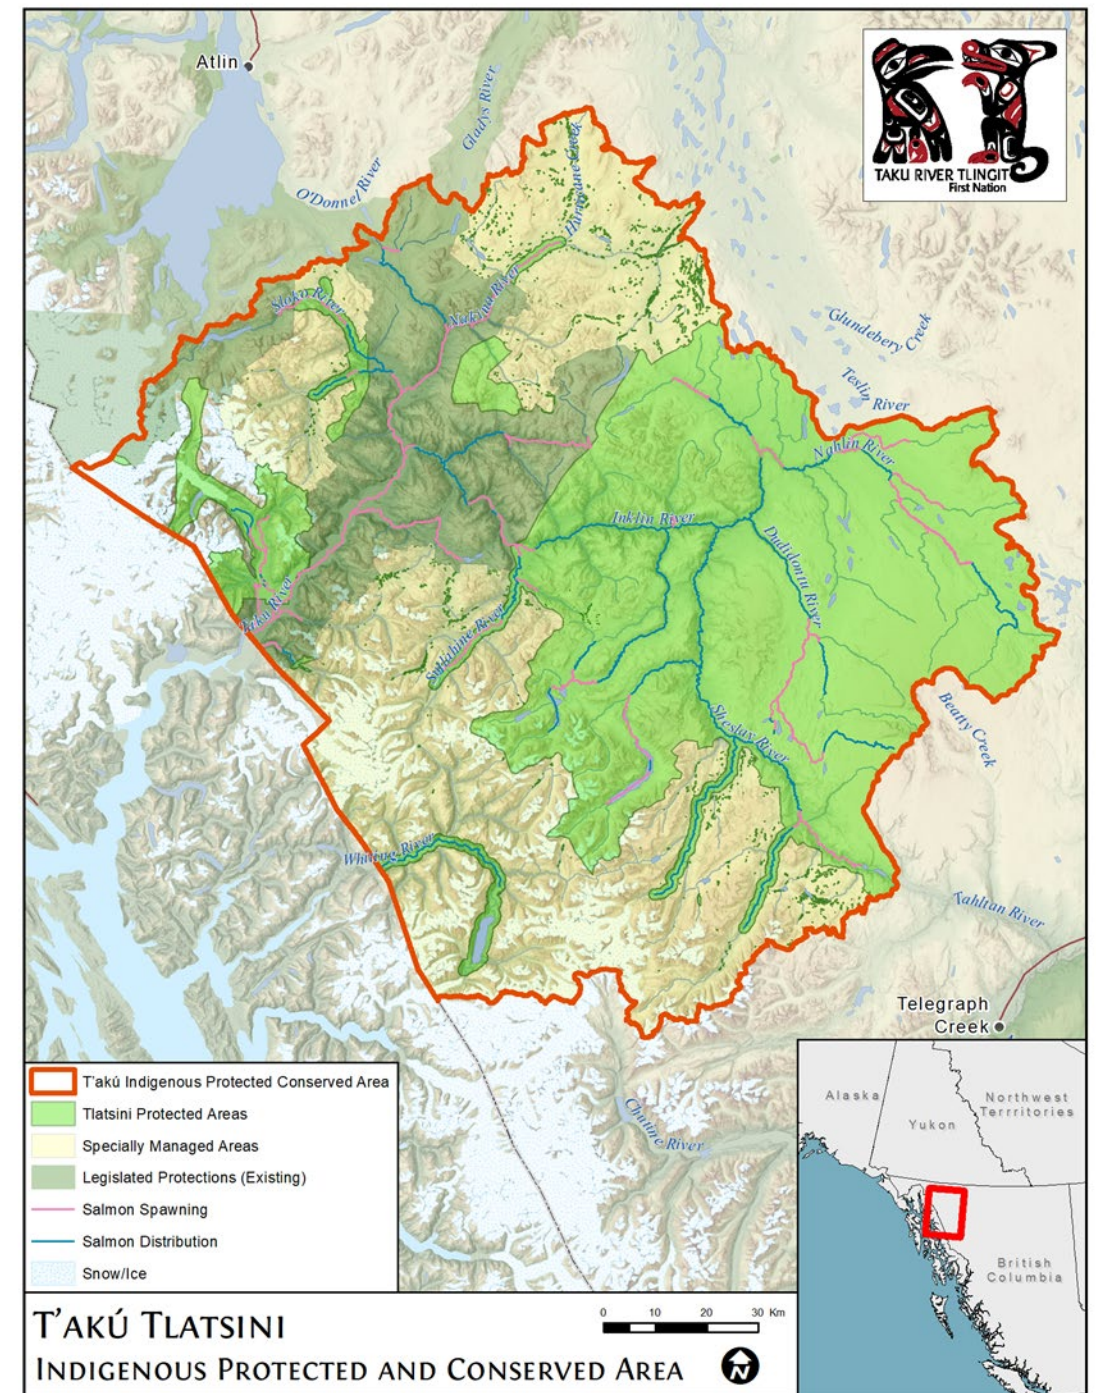 Atlin
Gladys River
O'Donnel River
TAKU RIVER TLINGIT
First Nation
Hurricane Creek
Sloko River
Nakina River
Glundebery Creek
Teslin
River
Nahlin River
Inklin River
Dudidontu River
Taku River
Sutlahine River
Sheslay River
Beatty Creek
Whiting River
Tahltan River
Telegraph
Creek
Chutine River
T'akú Indigenous Protected Conserved Area
Tlatsini Protected Areas
Specially Managed Areas
Legislated Protections (Existing)
Salmon Spawning
Salmon Distribution
Snow/Ice
Alaska
Yukon
Northwest
Terrritories
British
Columbia
0 10 20 30 Km
T'AKÚ TLATSINI
INDIGENOUS PROTECTED AND CONSERVED AREA
N